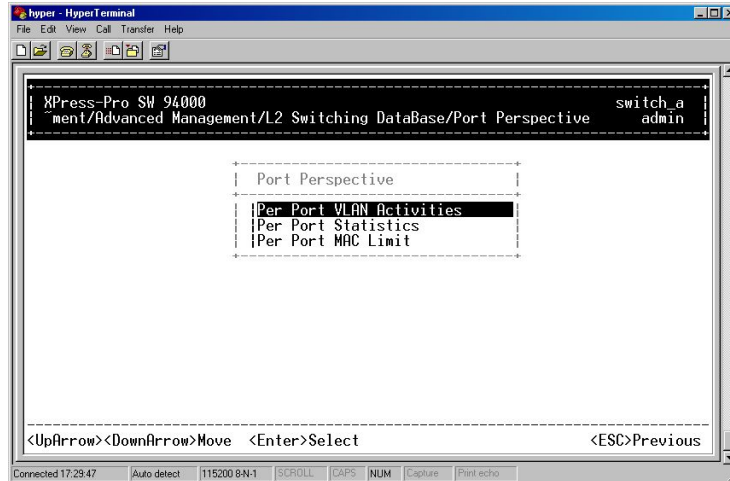 hyper - HyperTerminal
File Edit View Call Transfer Help
XPress-Pro SW 94000 switch_a
~ment/Advanced Management/L2 Switching DataBase/Port Perspective admin
Port Perspective
Per Port VLAN Activities
Per Port Statistics
Per Port MAC Limit
<UpArrow><DownArrow>Move <Enter>Select <ESC>Previous
Connected 17:29:47 Auto detect 115200 8-N-1 SCROLL CAPS NUM Capture Print echo